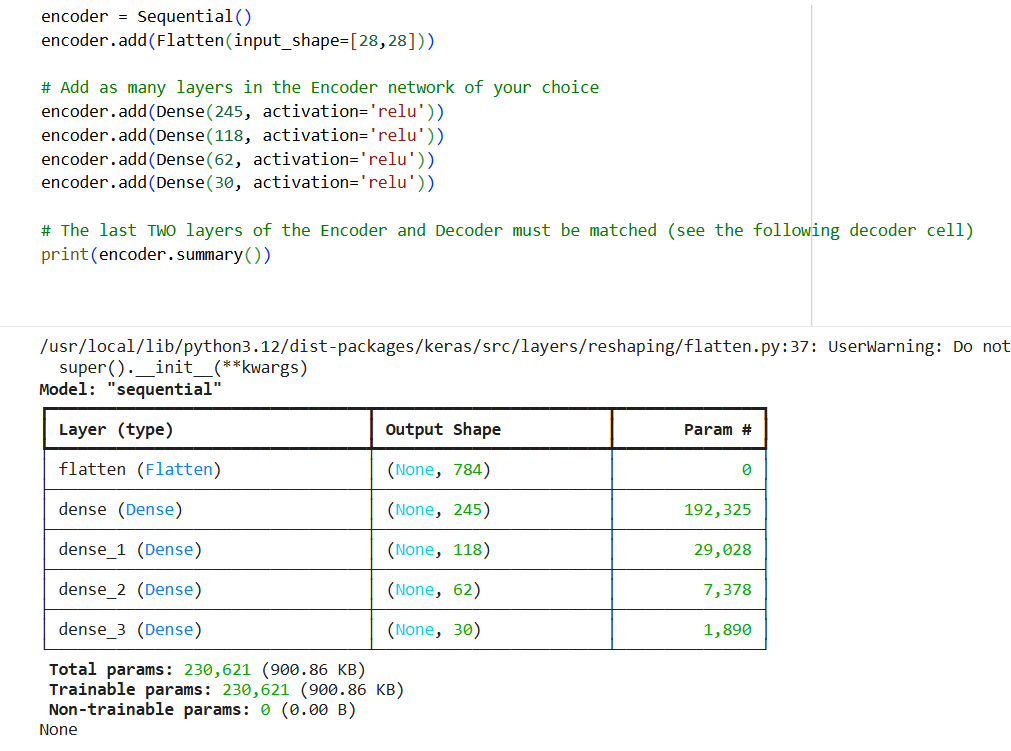 encoder = Sequential()
encoder.add(Flatten(input_shape=[28,28]))
# Add as many layers in the Encoder network of your choice
encoder.add(Dense(245, activation='relu'))
encoder.add(Dense(118, activation='relu'))
encoder.add(Dense(62, activation='relu'))
encoder.add(Dense(30, activation='relu'))
# The last TWO layers of the Encoder and Decoder must be matched (see the following decoder cell)
print(encoder.summary())
/usr/local/lib/python3.12/dist-packages/keras/src/layers/reshaping/flatten.py:37: UserWarning: Do not
super().__init__(**kwargs)
Model: "sequential"
Layer (type) Output Shape Param #
flatten (Flatten) (None, 784) 0
dense (Dense) (None, 245) 192,325
dense_1 (Dense) (None, 118) 29,028
dense_2 (Dense) (None, 62) 7,378
dense_3 (Dense) (None, 30) 1,890
Total params: 230,621 (900.86 KB)
Trainable params: 230,621 (900.86 KB)
Non-trainable params: 0 (0.00 B)
None